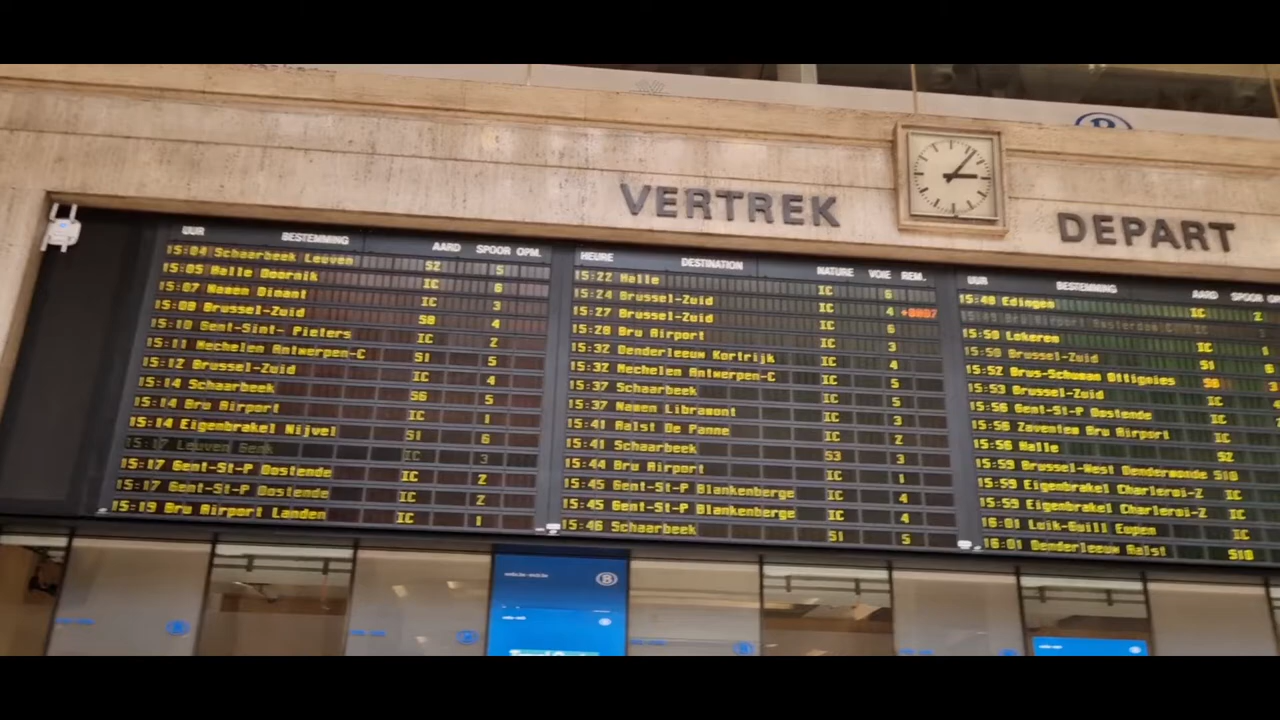 VERTREK
DEPART
UUR BESTEMMING AARD SPOOR OPM.
15:04 Schaarbeek Leuven S2 5
15:05 Halle Doornik IC 6
15:07 Namen Dinant IC 3
15:08 Brussel-Zuid S8 4
15:10 Gent-Sint- Pieters IC 2
15:11 Mechelen Antwerpen-C S1 5
15:12 Brussel-Zuid IC 4
15:14 Schaarbeek S6 5
15:14 Bru Airport IC 1
15:14 Eigenbrakel Nijvel S1 6
15:17 Leuven Genk IC 3
15:17 Gent-St-P Oostende IC 2
15:17 Gent-St-P Oostende IC 2
15:19 Bru Airport Landen IC 1
HEURE DESTINATION NATURE VOIE REM.
15:22 Halle IC 6
15:24 Brussel-Zuid IC 4 +0H07
15:27 Brussel-Zuid IC 6
15:28 Bru Airport IC 3
15:32 Denderleeuw Kortrijk IC 4
15:32 Mechelen Antwerpen-C IC 5
15:37 Schaarbeek IC 5
15:37 Namen Libramont IC 3
15:41 Aalst De Panne IC 2
15:41 Schaarbeek S3 3
15:44 Bru Airport IC 1
15:45 Gent-St-P Blankenberge IC 4
15:45 Gent-St-P Blankenberge IC 4
15:46 Schaarbeek S1 5
UUR BESTEMMING AARD SPOOR
15:48 Edingen IC 2
IC
15:50 Lokeren IC 1
15:50 Brussel-Zuid S1 6
15:52 Brus-Schuman Ottignies S8 3
15:53 Brussel-Zuid IC
15:56 Gent-St-P Oostende IC
15:56 Zaventem Bru Airport IC
15:56 Halle S2
15:59 Brussel-West Dendermonde S10
15:59 Eigenbrakel Charleroi-Z IC
15:59 Eigenbrakel Charleroi-Z IC
16:01 Luik-Guill Eupen IC
16:01 Denderleeuw Aalst S10
B
B